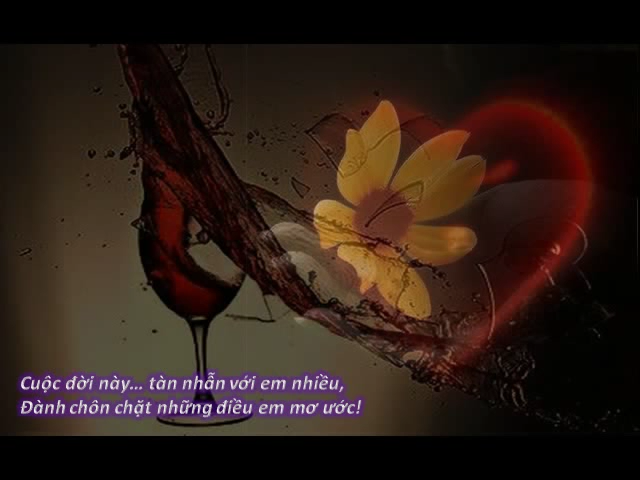 Cuộc đời này... tàn nhẫn với em nhiều,
Đành chôn chặt những điều em mơ ước!